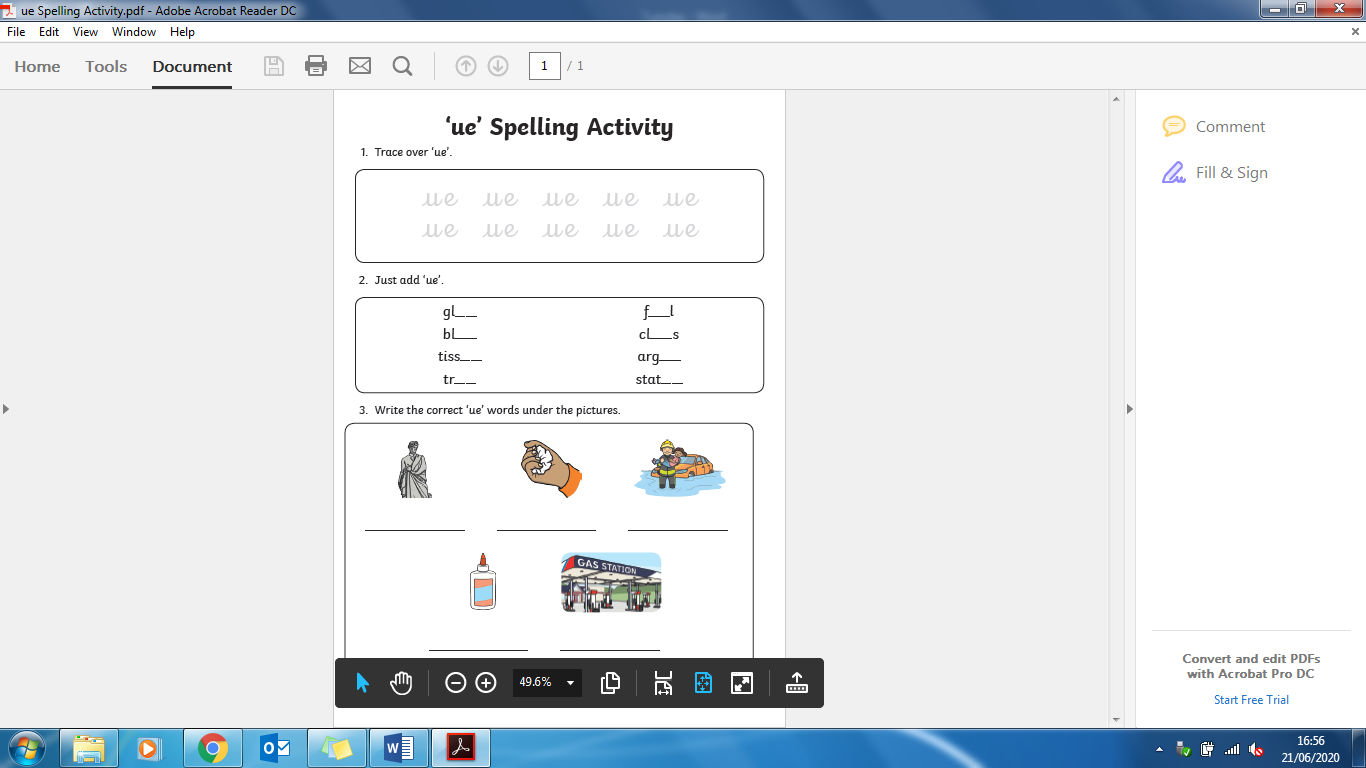 ue Spelling Activity.pdf - Adobe Acrobat Reader DC
File Edit View Window Help
Home Tools Document 1 / 1
‘ue’ Spelling Activity
1. Trace over ‘ue’.
ue ue ue ue ue
ue ue ue ue ue
2. Just add ‘ue’.
gl__ f__l
bl__ cl__s
tiss__ arg__
tr__ stat__
3. Write the correct ‘ue’ words under the pictures.
GAS STATION
49.6%
Comment
Fill & Sign
Convert and edit PDFs
with Acrobat Pro DC
Start Free Trial
16:56
21/06/2020